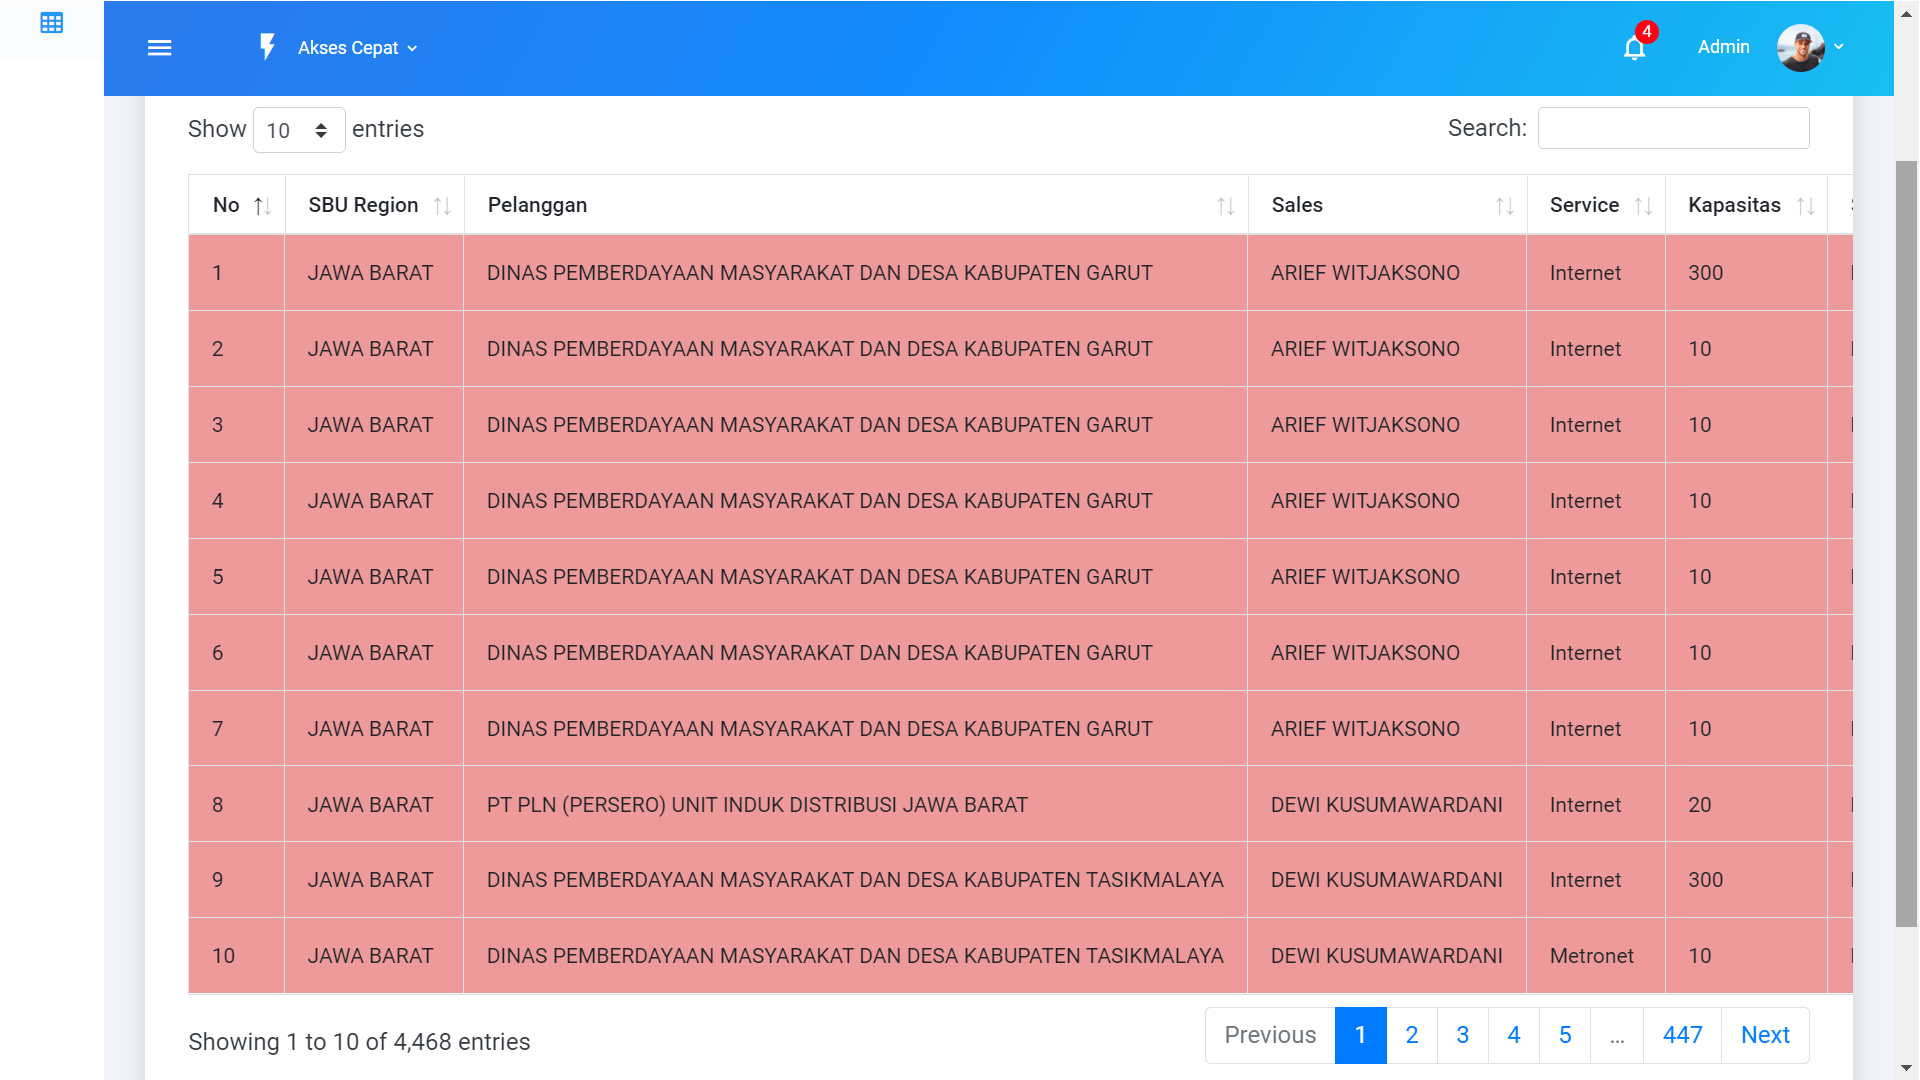 Akses Cepat
4
Admin
Show 10 entries
Search:
No SBU Region Pelanggan Sales Service Kapasitas
1 JAWA BARAT DINAS PEMBERDAYAAN MASYARAKAT DAN DESA KABUPATEN GARUT ARIEF WITJAKSONO Internet 300
2 JAWA BARAT DINAS PEMBERDAYAAN MASYARAKAT DAN DESA KABUPATEN GARUT ARIEF WITJAKSONO Internet 10
3 JAWA BARAT DINAS PEMBERDAYAAN MASYARAKAT DAN DESA KABUPATEN GARUT ARIEF WITJAKSONO Internet 10
4 JAWA BARAT DINAS PEMBERDAYAAN MASYARAKAT DAN DESA KABUPATEN GARUT ARIEF WITJAKSONO Internet 10
5 JAWA BARAT DINAS PEMBERDAYAAN MASYARAKAT DAN DESA KABUPATEN GARUT ARIEF WITJAKSONO Internet 10
6 JAWA BARAT DINAS PEMBERDAYAAN MASYARAKAT DAN DESA KABUPATEN GARUT ARIEF WITJAKSONO Internet 10
7 JAWA BARAT DINAS PEMBERDAYAAN MASYARAKAT DAN DESA KABUPATEN GARUT ARIEF WITJAKSONO Internet 10
8 JAWA BARAT PT PLN (PERSERO) UNIT INDUK DISTRIBUSI JAWA BARAT DEWI KUSUMAWARDANI Internet 20
9 JAWA BARAT DINAS PEMBERDAYAAN MASYARAKAT DAN DESA KABUPATEN TASIKMALAYA DEWI KUSUMAWARDANI Internet 300
10 JAWA BARAT DINAS PEMBERDAYAAN MASYARAKAT DAN DESA KABUPATEN TASIKMALAYA DEWI KUSUMAWARDANI Metronet 10
Showing 1 to 10 of 4,468 entries
Previous 1 2 3 4 5 ... 447 Next